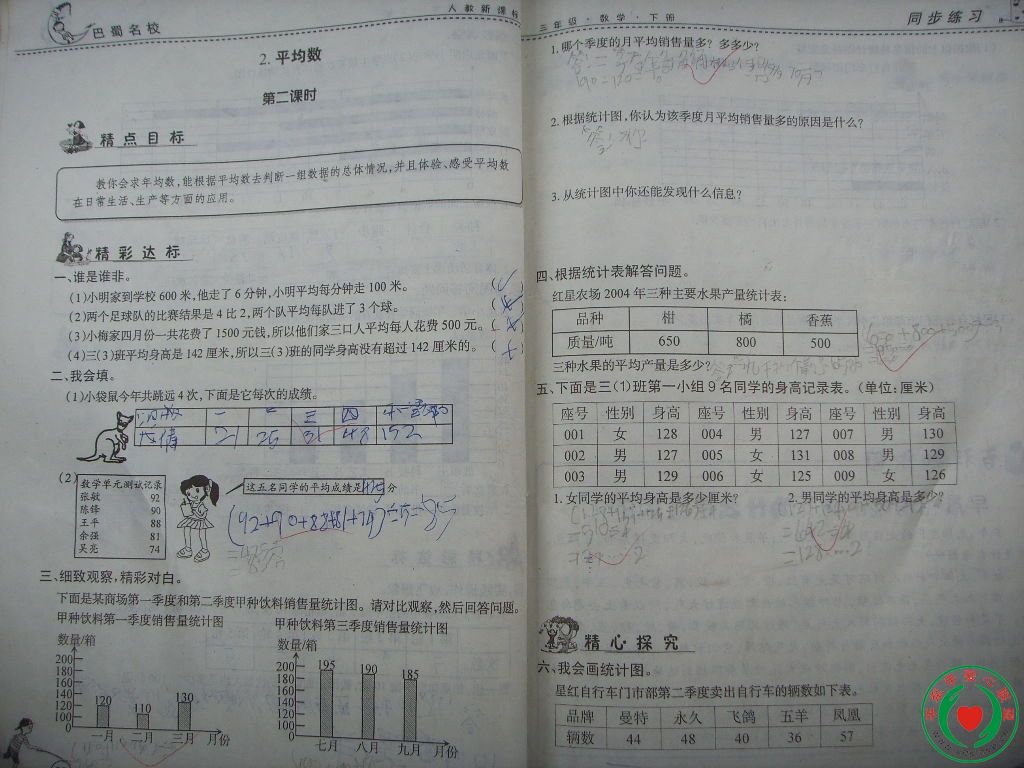 巴蜀名校
人教新课标
2. 平均数
第二课时
精点目标
教你会求年均数,能根据平均数去判断一组数据的总体情况,并且体验、感受平均数
在日常生活、生产等方面的应用。
精彩达标
一、谁是谁非。
(1)小明家到学校 600 米,他走了 6 分钟,小明平均每分钟走 100 米。 (✓)
(2)两个足球队的比赛结果是 4 比 2,两个队平均每队进了 3 个球。
(3)小梅家四月份一共花费了 1500 元钱,所以他们家三口人平均每人花费 500 元。
(4)三(3)班平均身高是 142 厘米,所以三(3)班的同学身高没有超过 142 厘米的。
二、我会填。
(1)小袋鼠今年共跳远 4 次,下面是它每次的成绩。
一 二 三 四
21 25 31 48 152
(2)
数学单元测试记录
张敏 92
陈锋 90
王平 88
余强 81
吴亮 74
这五名同学的平均成绩是 分
(92+90+88+81+74)÷5=85
三、细致观察,精彩对白。
下面是某商场第一季度和第二季度甲种饮料销售量统计图。请对比观察,然后回答问题。
甲种饮料第一季度销售量统计图
数量/箱
200
180
160
140
120
100
0
120 110 130
一月 二月 三月 月份
甲种饮料第三季度销售量统计图
数量/箱
200
180
160
140
120
100
0
195 190 185
七月 八月 九月 月份
三年级·数学·下册
同步练习
1. 哪个季度的月平均销售量多? 多多少?
2. 根据统计图,你认为该季度月平均销售量多的原因是什么?
3. 从统计图中你还能发现什么信息?
四、根据统计表解答问题。
红星农场 2004 年三种主要水果产量统计表:
品种 柑 橘 香蕉
质量/吨 650 800 500
三种水果的平均产量是多少?
五、下面是三(1)班第一小组 9 名同学的身高记录表。(单位:厘米)
座号 性别 身高 座号 性别 身高 座号 性别 身高
001 女 128 004 男 127 007 男 130
002 男 127 005 女 131 008 男 129
003 男 129 006 女 125 009 女 126
1. 女同学的平均身高是多少厘米? 2. 男同学的平均身高是多少?
精心探究
六、我会画统计图。
星红自行车门市部第二季度卖出自行车的辆数如下表。
品牌 曼特 永久 飞鸽 五羊 凤凰
辆数 44 48 40 36 57